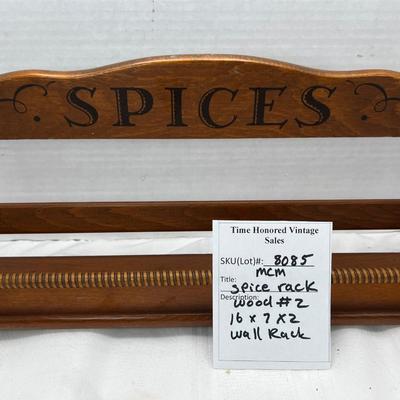 SPICES
Time Honored Vintage
Sales
SKU(Lot)#: 8085
Title: mcm
spice rack
Description: wood #2
16 x 7 x 2
wall Rack